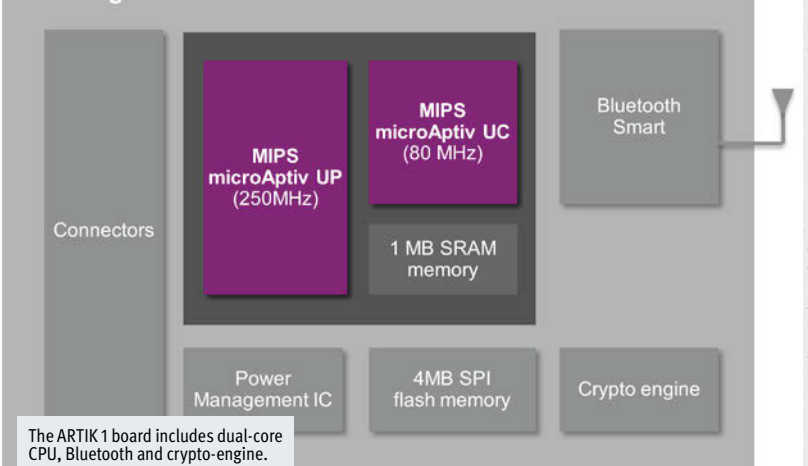 Connectors
MIPS
microAptiv UP
(250MHz)
MIPS
microAptiv UC
(80 MHz)
1 MB SRAM
memory
Bluetooth
Smart
Power
Management IC
4MB SPI
flash memory
Crypto engine
The ARTIK 1 board includes dual-core
CPU, Bluetooth and crypto-engine.